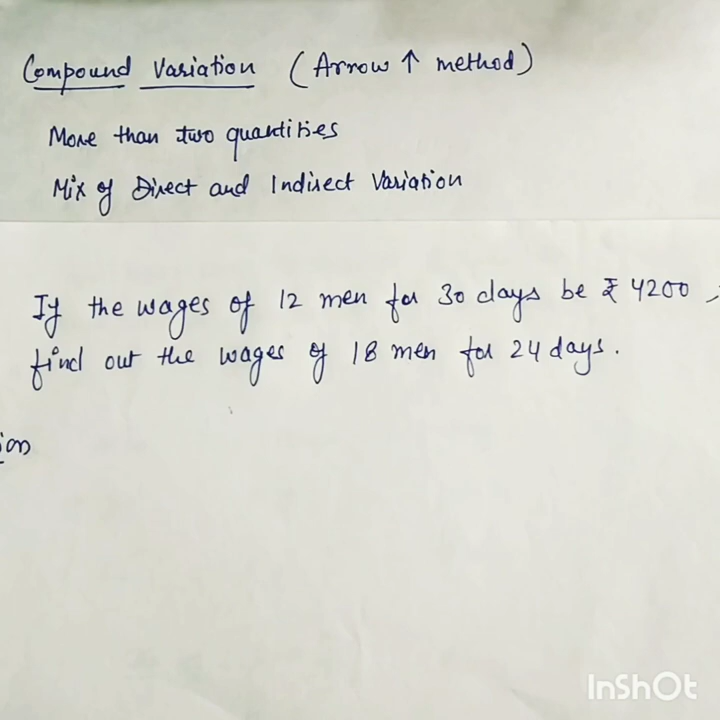 Compound Variation (Arrow ↑ method)
More than two quantities
Mix of Direct and Indirect Variation
If the wages of 12 men for 30 days be ₹ 4200,
find out the wages of 18 men for 24 days.
ion
InShOt